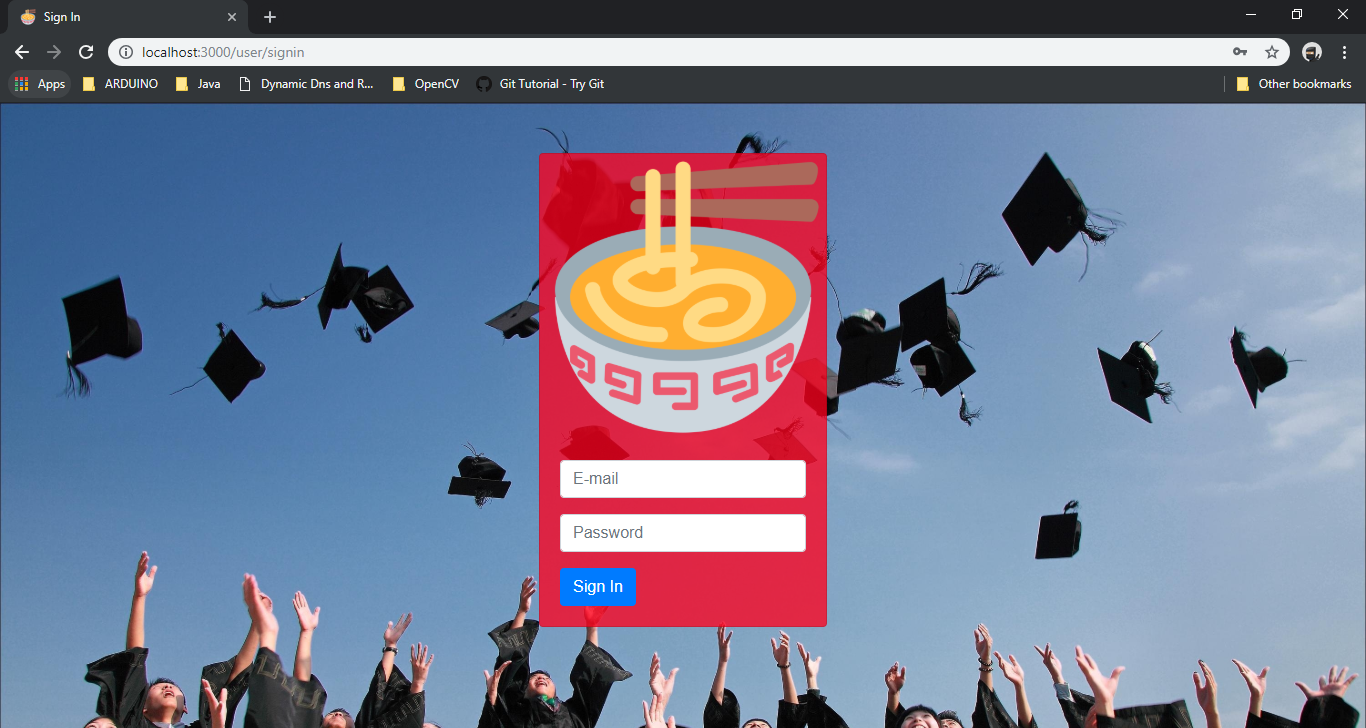 Sign In
localhost:3000/user/signin
Apps
ARDUINO
Java
Dynamic Dns and R...
OpenCV
Git Tutorial - Try Git
Other bookmarks
E-mail
Password
Sign In